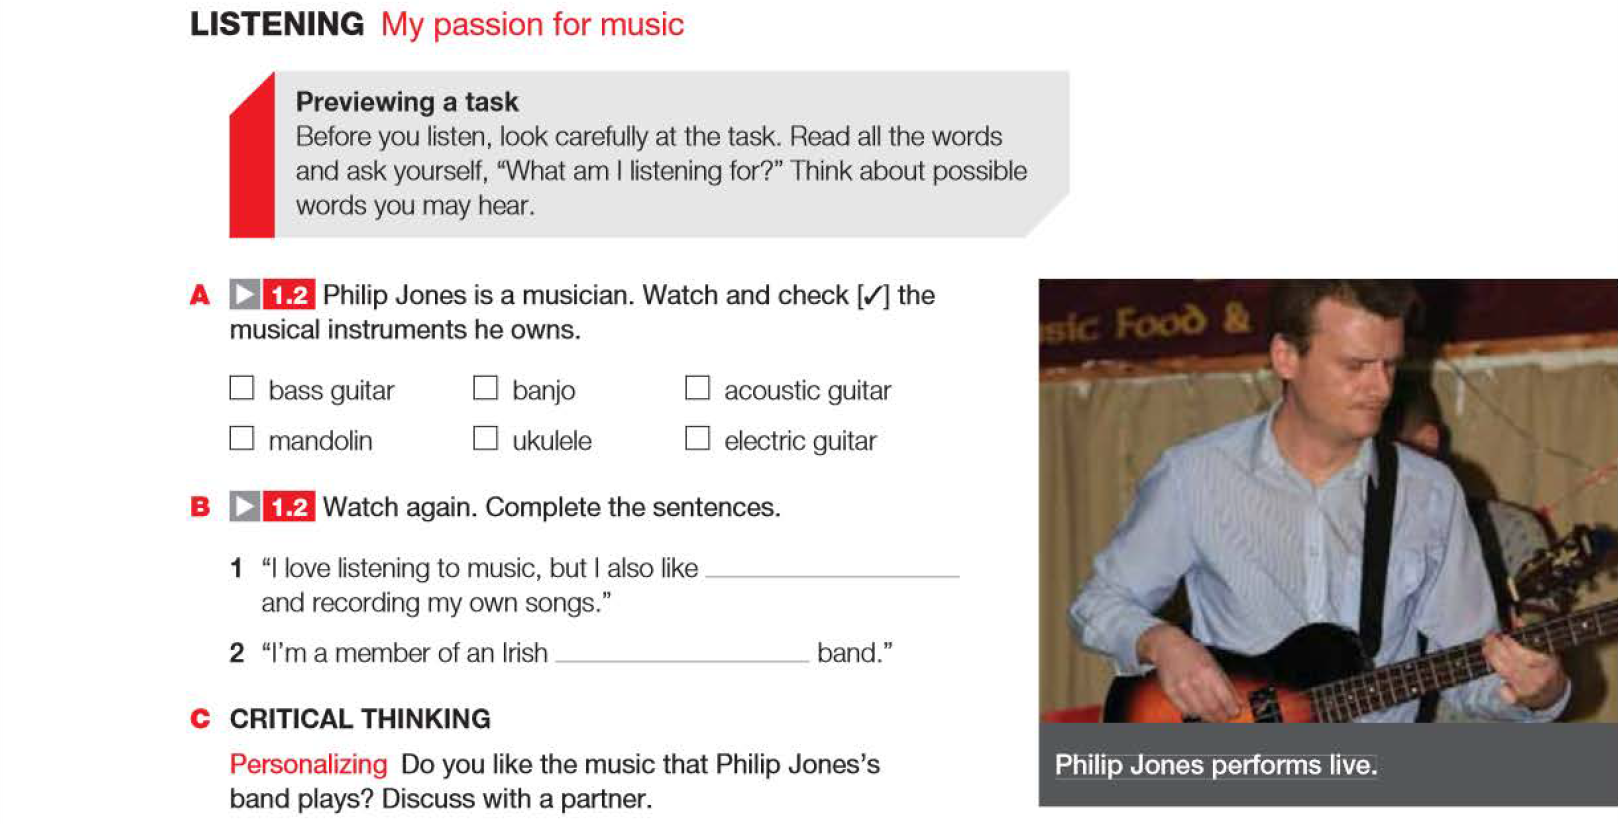 LISTENING My passion for music
Previewing a task
Before you listen, look carefully at the task. Read all the words
and ask yourself, “What am I listening for?” Think about possible
words you may hear.
A 1.2 Philip Jones is a musician. Watch and check [✓] the
musical instruments he owns.
☐ bass guitar ☐ banjo ☐ acoustic guitar
☐ mandolin ☐ ukulele ☐ electric guitar
B 1.2 Watch again. Complete the sentences.
1 “I love listening to music, but I also like ____________
and recording my own songs.”
2 “I’m a member of an Irish ____________ band.”
C CRITICAL THINKING
Personalizing Do you like the music that Philip Jones’s
band plays? Discuss with a partner.
Food &
Philip Jones performs live.